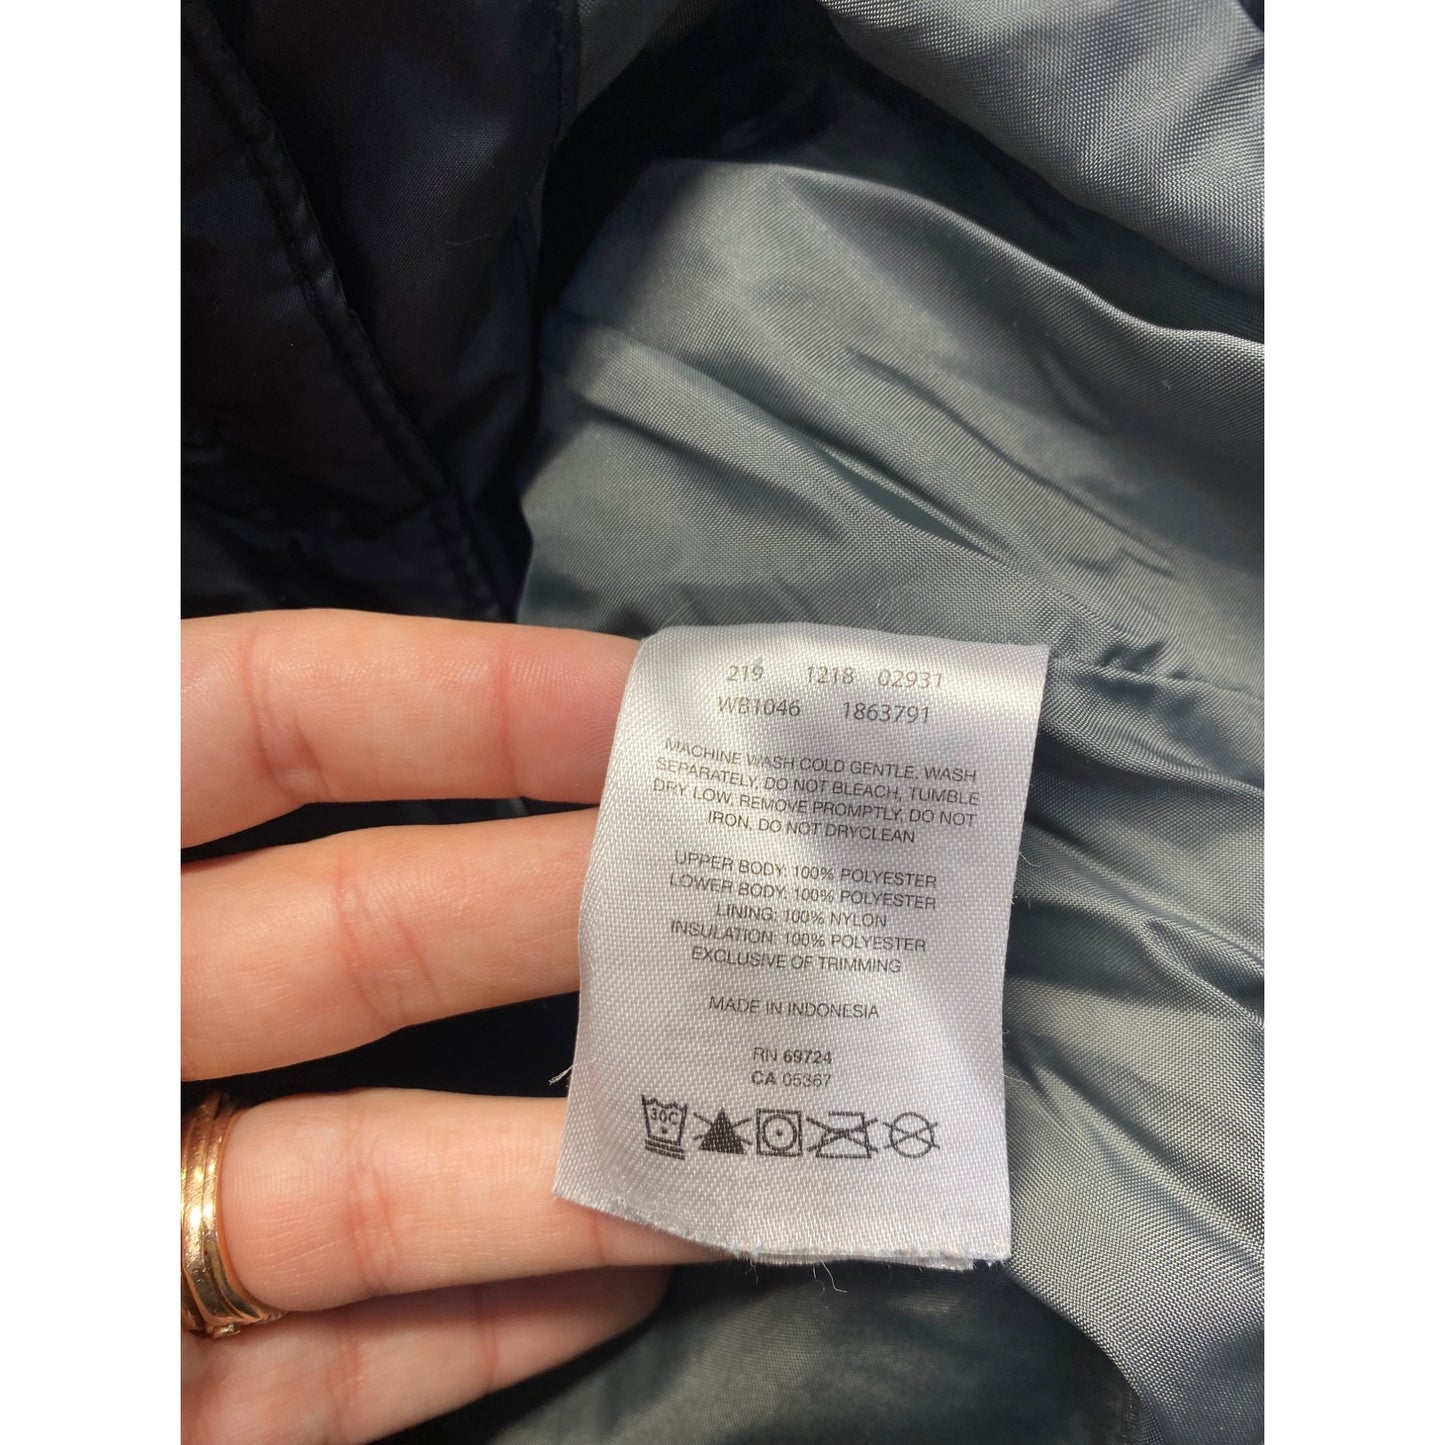 219 1218 02931
WB1046 1863791
MACHINE WASH COLD GENTLE, WASH
SEPARATELY, DO NOT BLEACH, TUMBLE
DRY LOW, REMOVE PROMPTLY, DO NOT
IRON, DO NOT DRYCLEAN
UPPER BODY: 100% POLYESTER
LOWER BODY: 100% POLYESTER
LINING: 100% NYLON
INSULATION: 100% POLYESTER
EXCLUSIVE OF TRIMMING
MADE IN INDONESIA
RN 69724
CA 05367
30C